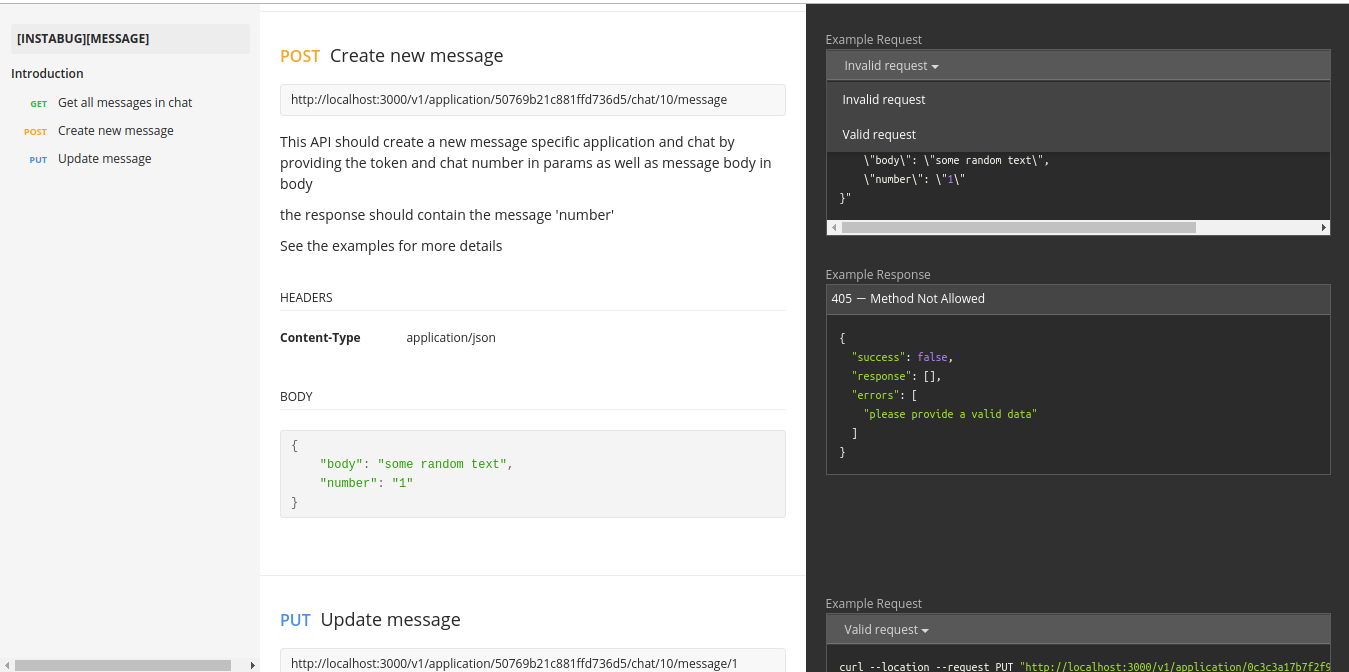 [INSTABUG][MESSAGE]
Introduction
GET Get all messages in chat
POST Create new message
PUT Update message
POST Create new message
http://localhost:3000/v1/application/50769b21c881ffd736d5/chat/10/message
This API should create a new message specific application and chat by
providing the token and chat number in params as well as message body in
body
the response should contain the message 'number'
See the examples for more details
HEADERS
Content-Type application/json
BODY
{
"body": "some random text",
"number": "1"
}
PUT Update message
http://localhost:3000/v1/application/50769b21c881ffd736d5/chat/10/message/1
Example Request
Invalid request
Invalid request
Valid request
\"body\": \"some random text\",
\"number\": \"1\"
}"
Example Response
405 — Method Not Allowed
{
"success": false,
"response": [],
"errors": [
"please provide a valid data"
]
}
Example Request
Valid request
curl --location --request PUT "http://localhost:3000/v1/application/0c3c3a17b7f2f9